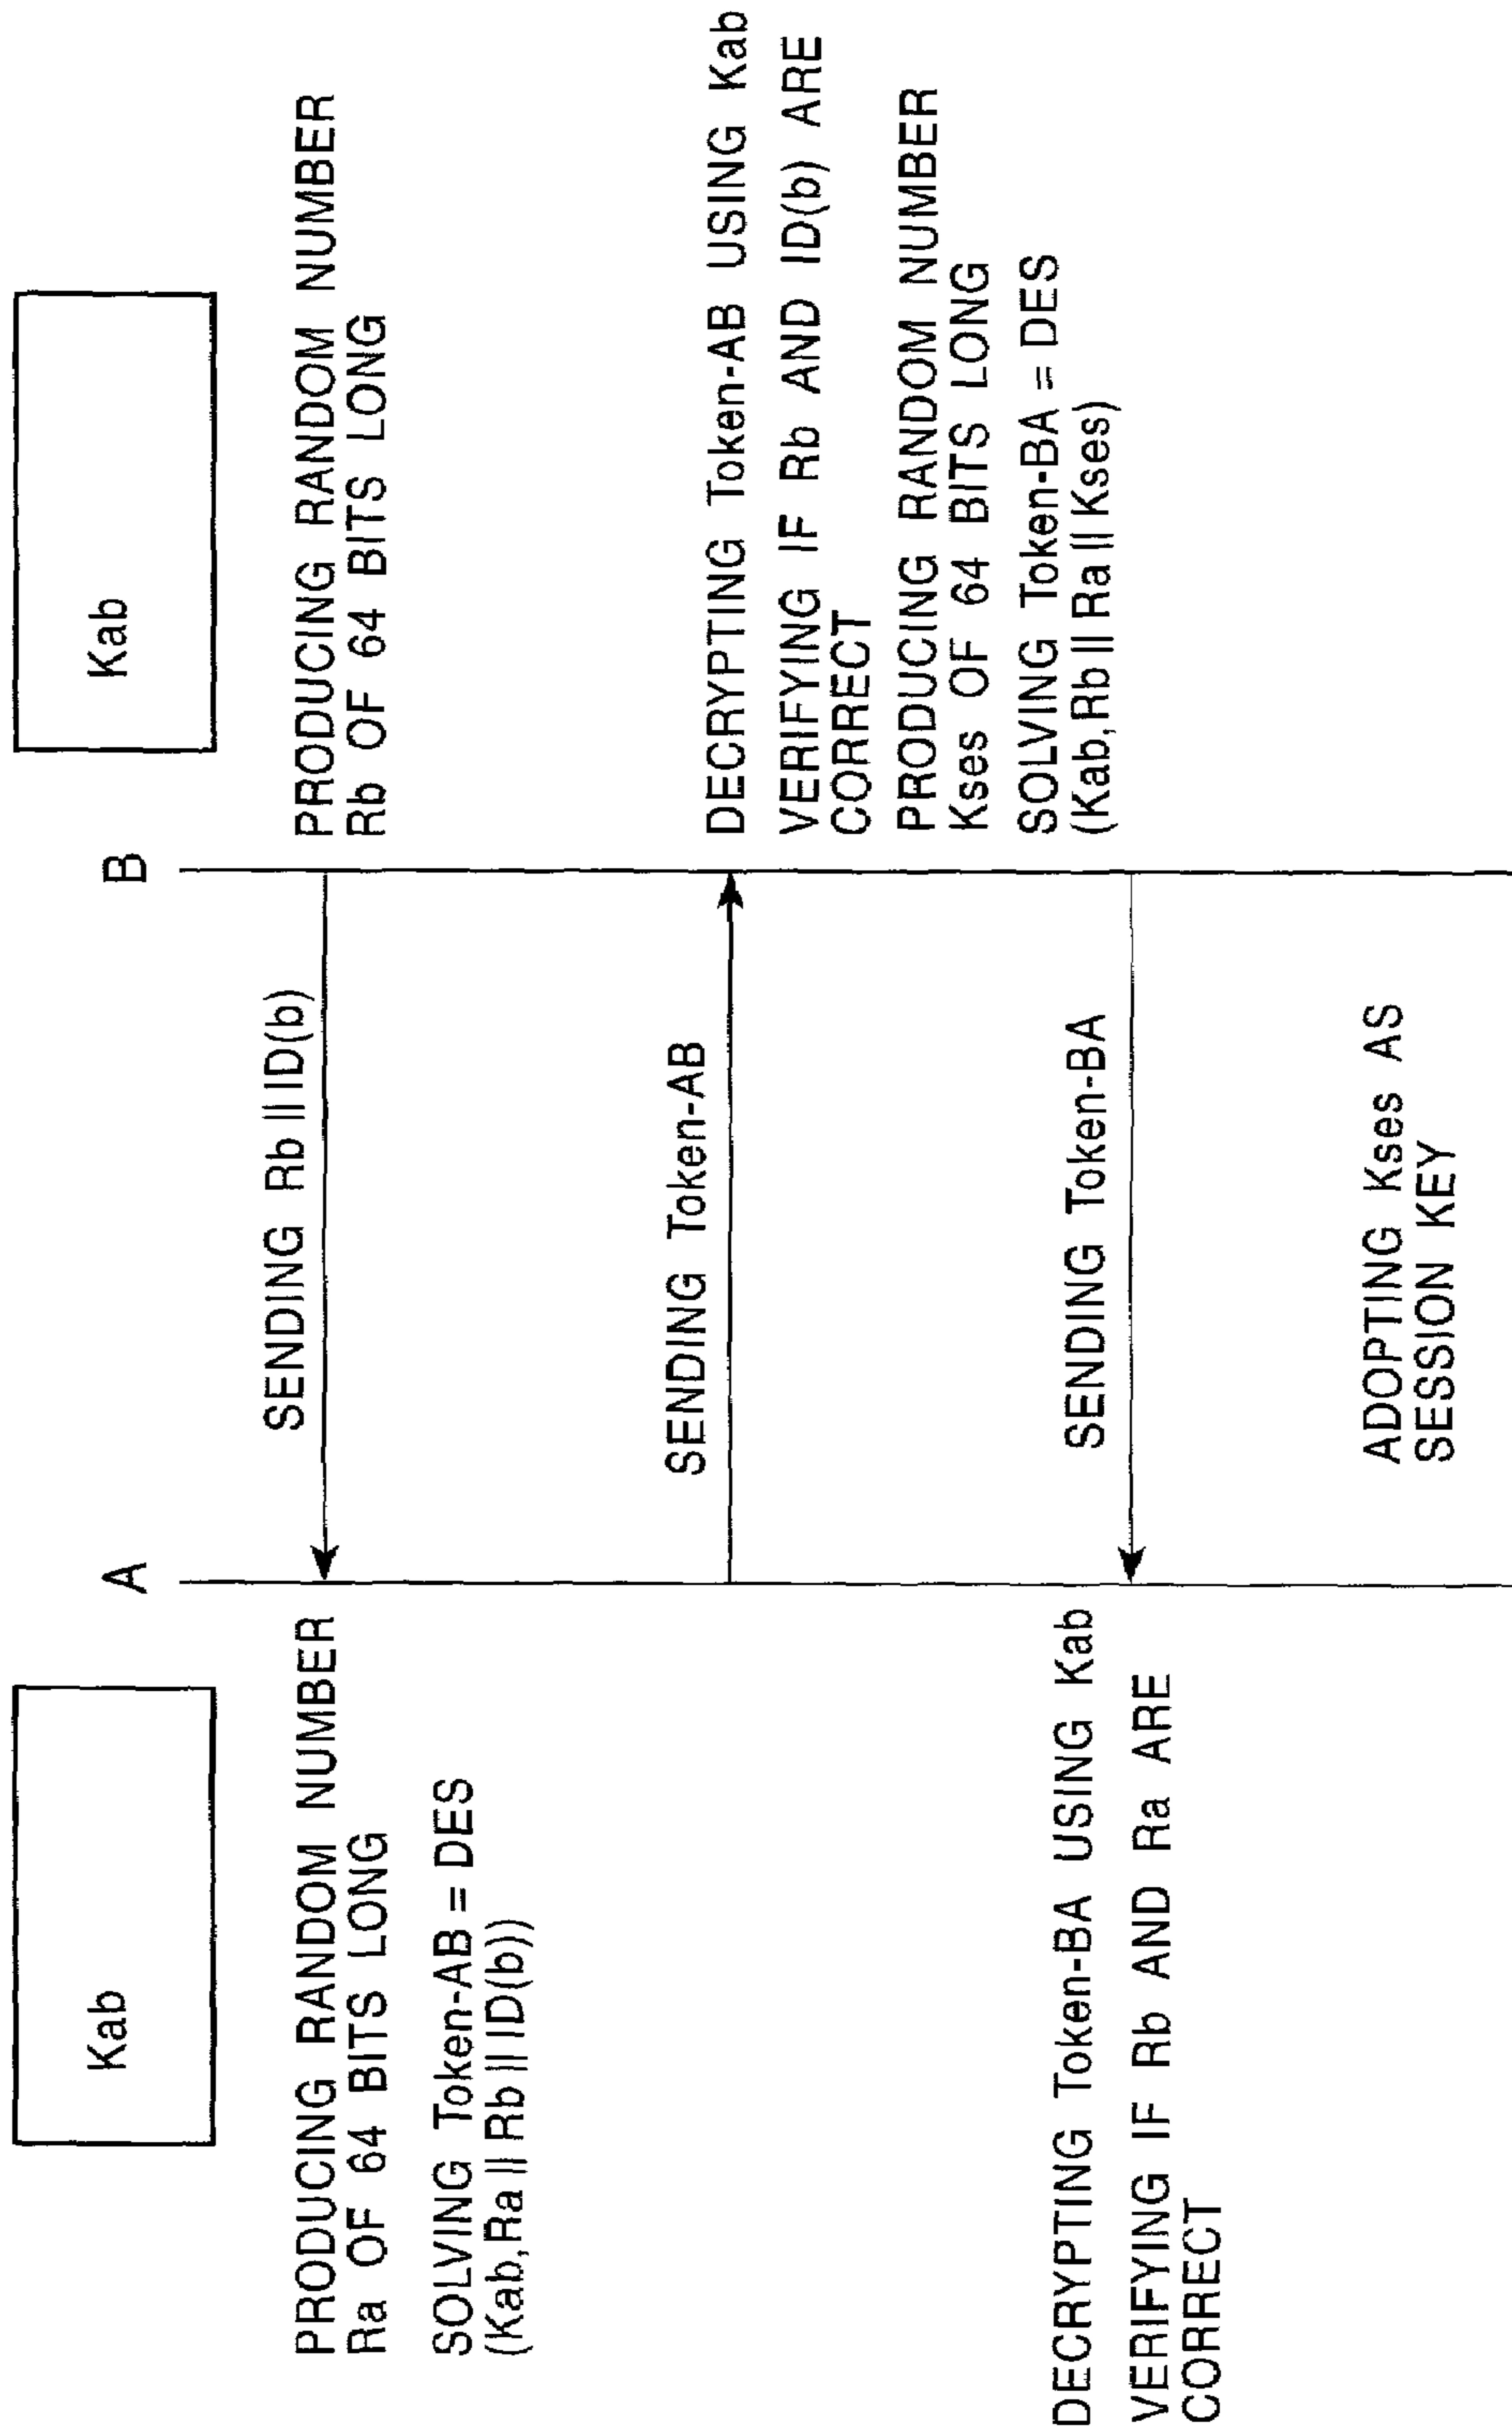 Kab
Kab
A
B
PRODUCING RANDOM NUMBER
Ra OF 64 BITS LONG
SOLVING Token-AB = DES
(Kab,Ra || Rb || ID(b))
SENDING Rb || ID(b)
PRODUCING RANDOM NUMBER
Rb OF 64 BITS LONG
SENDING Token-AB
DECRYPTING Token-AB USING Kab
VERIFYING IF Rb AND ID(b) ARE
CORRECT
PRODUCING RANDOM NUMBER
Kses OF 64 BITS LONG
SOLVING Token-BA = DES
(Kab,Rb || Ra || Kses)
SENDING Token-BA
DECRYPTING Token-BA USING Kab
VERIFYING IF Rb AND Ra ARE
CORRECT
ADOPTING Kses AS
SESSION KEY